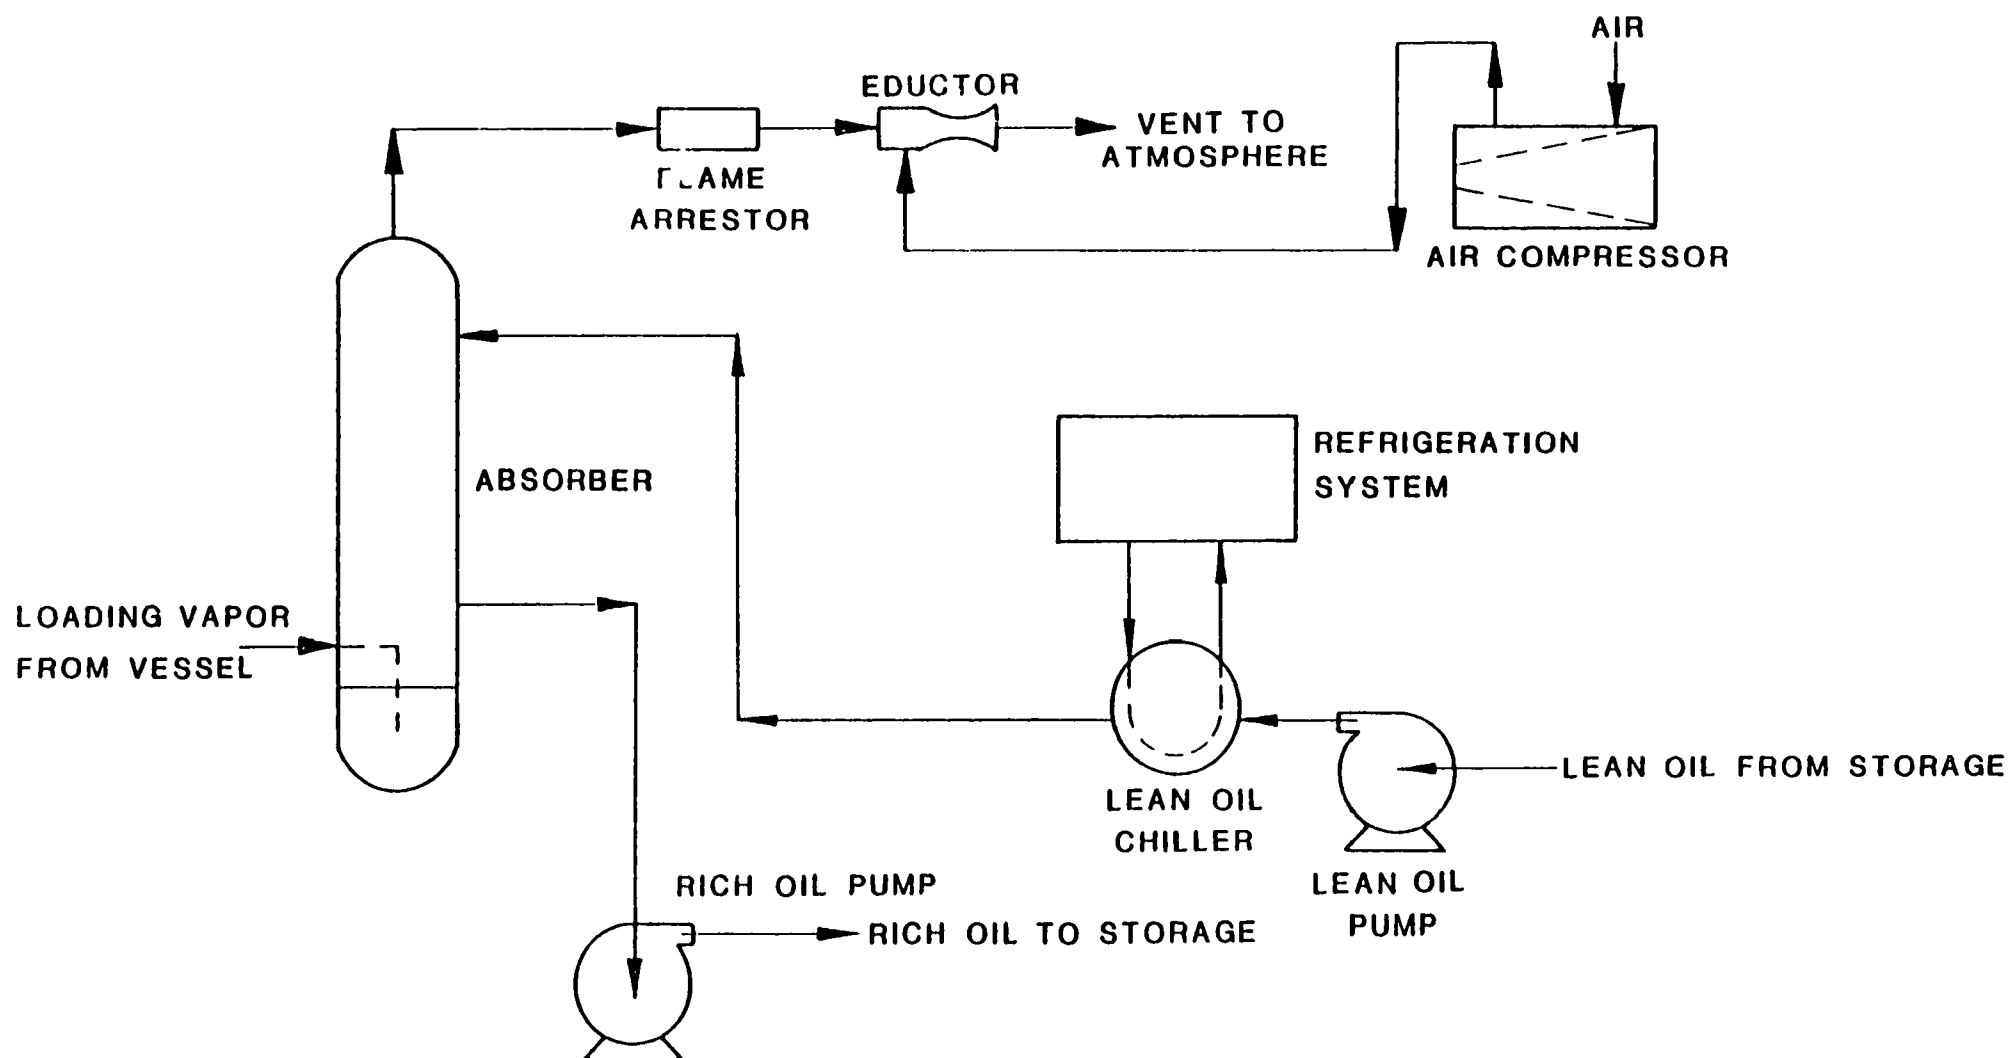 AIR
EDUCTOR
VENT TO
ATMOSPHERE
FLAME
ARRESTOR
AIR COMPRESSOR
REFRIGERATION
SYSTEM
ABSORBER
LOADING VAPOR
FROM VESSEL
LEAN OIL FROM STORAGE
LEAN OIL
CHILLER
LEAN OIL
PUMP
RICH OIL PUMP
RICH OIL TO STORAGE